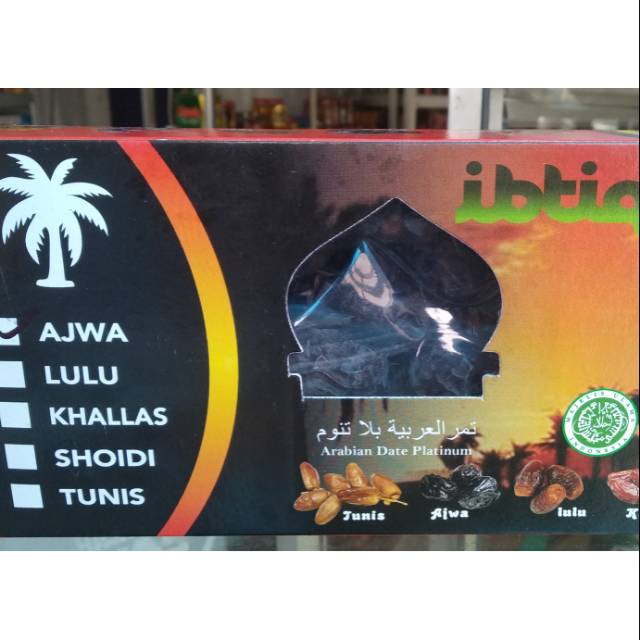 ibtiq
AJWA
LULU
KHALLAS
SHOIDI
TUNIS
تمر العربية بلا تنوم
Arabian Date Platinum
Tunis
Ajwa
lulu
K